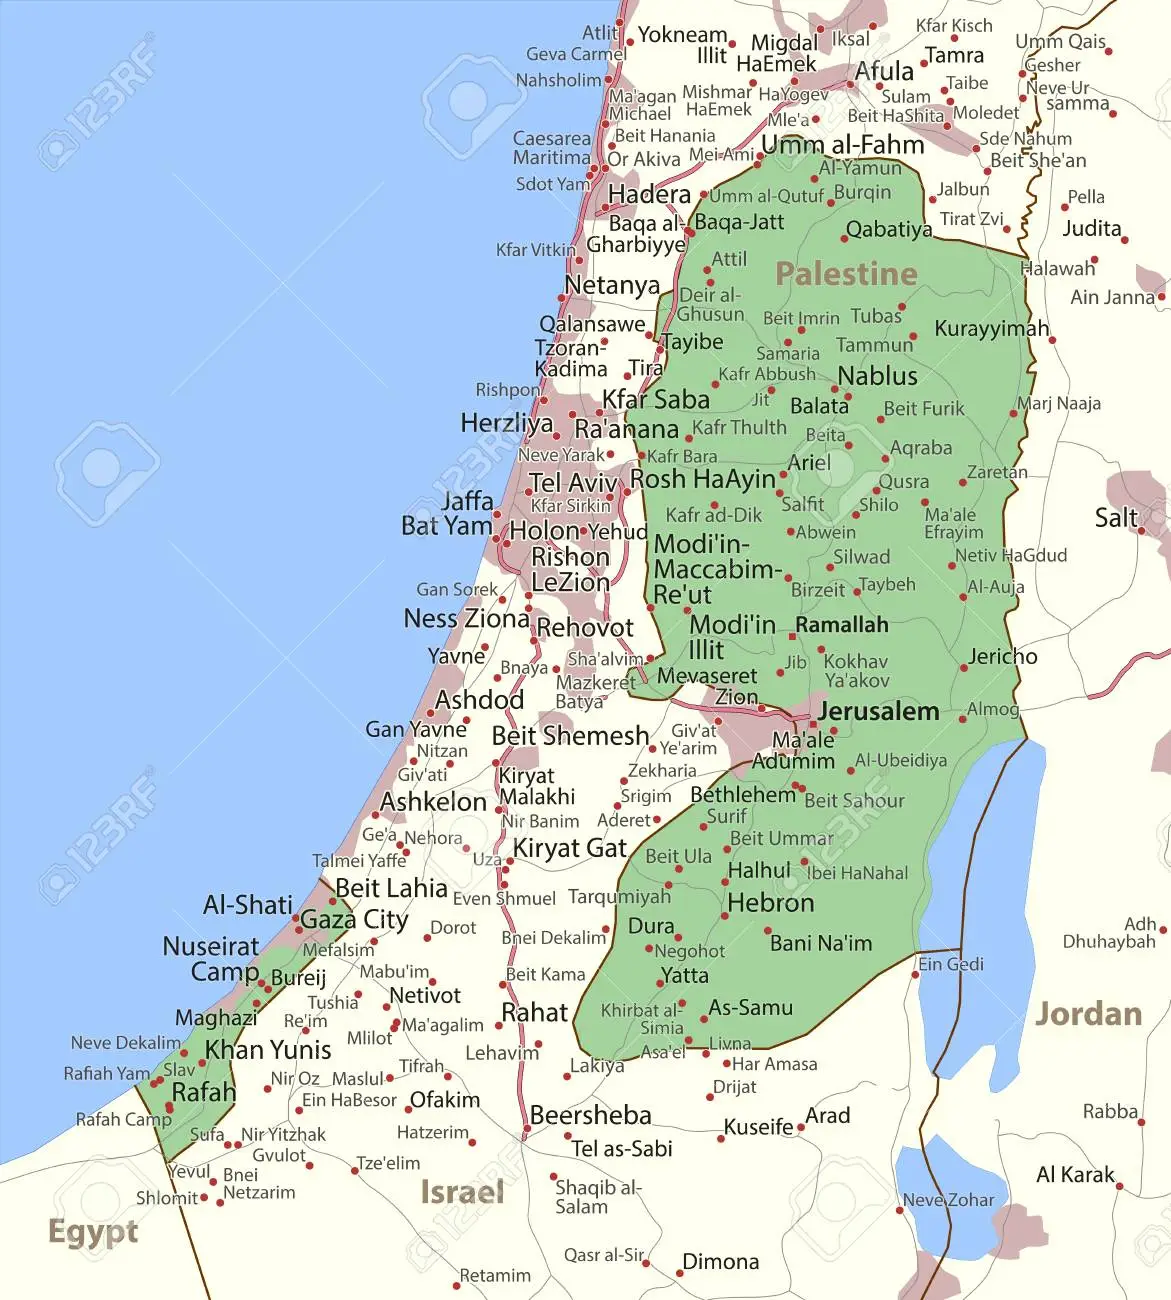 Atlit
Yokneam
Illit
Migdal
HaEmek
Iksal
Kfar Kisch
Umm Qais
Geva Carmel
Tamra
Gesher
Nahsholim
Afula
Taibe
Neve Ur
Ma'agan
Michael
Mishmar
HaEmek
HaYogev
Sulam
samma
Mle'a
Beit HaShita
Moledet
Caesarea
Maritima
Beit Hanania
Umm al-Fahm
Sde Nahum
Or Akiva
Mei Ami
Beit She'an
Sdot Yam
Al-Yamun
Hadera
Umm al-Qutuf
Burqin
Jalbun
Pella
Baqa al-
Gharbiyye
Baqa-Jatt
Qabatiya
Tirat Zvi
Judita
Kfar Vitkin
Attil
Palestine
Halawah
Netanya
Deir al-
Ghusun
Ain Janna
Qalansawe
Beit Imrin
Tubas
Kurayyimah
Tzoran-
Kadima
Tayibe
Samaria
Tammun
Tira
Kafr Abbush
Nablus
Rishpon
Kfar Saba
Jit
Balata
Beit Furik
Marj Naaja
Herzliya
Ra'anana
Kafr Thulth
Beita
Aqraba
Neve Yarak
Kafr Bara
Ariel
Zaretan
Tel Aviv
Rosh HaAyin
Qusra
Jaffa
Kfar Sirkin
Salfit
Shilo
Kafr ad-Dik
Ma'ale
Efrayim
Salt
Bat Yam
Holon
Yehud
Abwein
Rishon
LeZion
Modi'in-
Maccabim-
Re'ut
Silwad
Netiv HaGdud
Gan Sorek
Birzeit
Taybeh
Al-Auja
Ness Ziona
Rehovot
Modi'in
Illit
Ramallah
Yavne
Bnaya
Sha'alvim
Jib
Kokhav
Ya'akov
Jericho
Mazkeret
Batya
Mevaseret
Zion
Ashdod
Jerusalem
Almog
Gan Yavne
Beit Shemesh
Giv'at
Ye'arim
Ma'ale
Adumim
Nitzan
Giv'ati
Kiryat
Malakhi
Zekharia
Al-Ubeidiya
Ashkelon
Srigim
Bethlehem
Beit Sahour
Nir Banim
Aderet
Surif
Ge'a
Nehora
Kiryat Gat
Beit Ummar
Talmei Yaffe
Uza
Beit Ula
Halhul
Ibei HaNahal
Beit Lahia
Even Shmuel
Tarqumiyah
Al-Shati
Gaza City
Hebron
Dorot
Bnei Dekalim
Dura
Adh
Dhuhaybah
Nuseirat
Camp
Mefalsim
Negohot
Bani Na'im
Bureij
Mabu'im
Beit Kama
Yatta
Ein Gedi
Maghazi
Tushia
Netivot
Re'im
Rahat
Khirbat al-
Simia
As-Samu
Jordan
Mlilot
Ma'agalim
Neve Dekalim
Khan Yunis
Lehavim
Asa'el
Livna
Rafiah Yam
Slav
Tifrah
Lakiya
Har Amasa
Rafah
Nir Oz
Maslul
Drijat
Rafah Camp
Ein HaBesor
Ofakim
Beersheba
Arad
Rabba
Sufa
Nir Yitzhak
Hatzerim
Kuseife
Gvulot
Tel as-Sabi
Yevul
Bnei
Netzarim
Tze'elim
Al Karak
Shlomit
Israel
Shaqib al-
Salam
Neve Zohar
Egypt
Qasr al-Sir
Dimona
Retamim
123RF
123RF
123RF
123RF
123RF
123RF
123RF
123RF
123RF
123RF
123RF
123RF